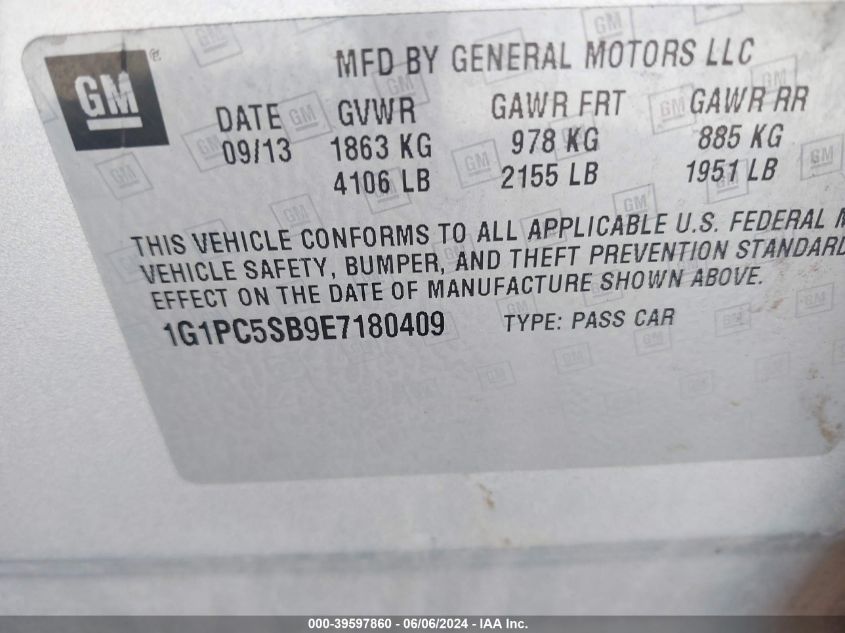 GM ®
MFD BY GENERAL MOTORS LLC
DATE GVWR GAWR FRT GAWR RR
09/13 1863 KG 978 KG 885 KG
4106 LB 2155 LB 1951 LB
THIS VEHICLE CONFORMS TO ALL APPLICABLE U.S. FEDERAL M
VEHICLE SAFETY, BUMPER, AND THEFT PREVENTION STANDARD
EFFECT ON THE DATE OF MANUFACTURE SHOWN ABOVE.
1G1PC5SB9E7180409 TYPE: PASS CAR
000-39597860 - 06/06/2024 - IAA Inc.